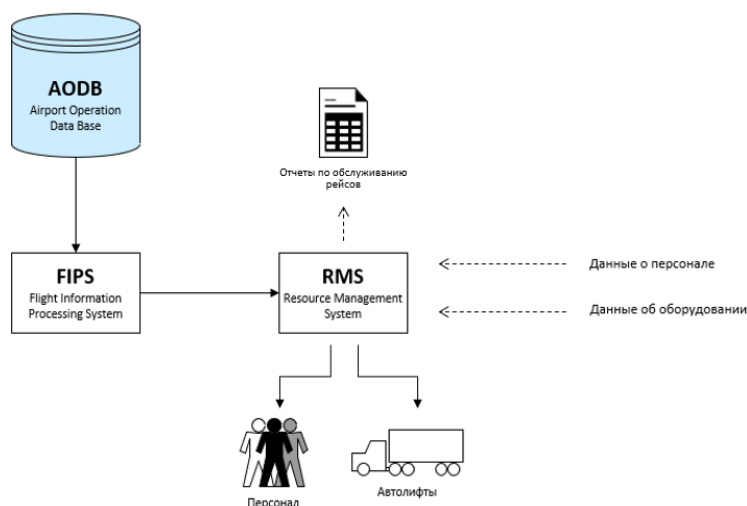 AODB
Airport Operation
Data Base
Отчеты по обслуживанию
рейсов
FIPS
Flight Information
Processing System
RMS
Resource Management
System
Данные о персонале
Данные об оборудовании
Персонал
Автолифты